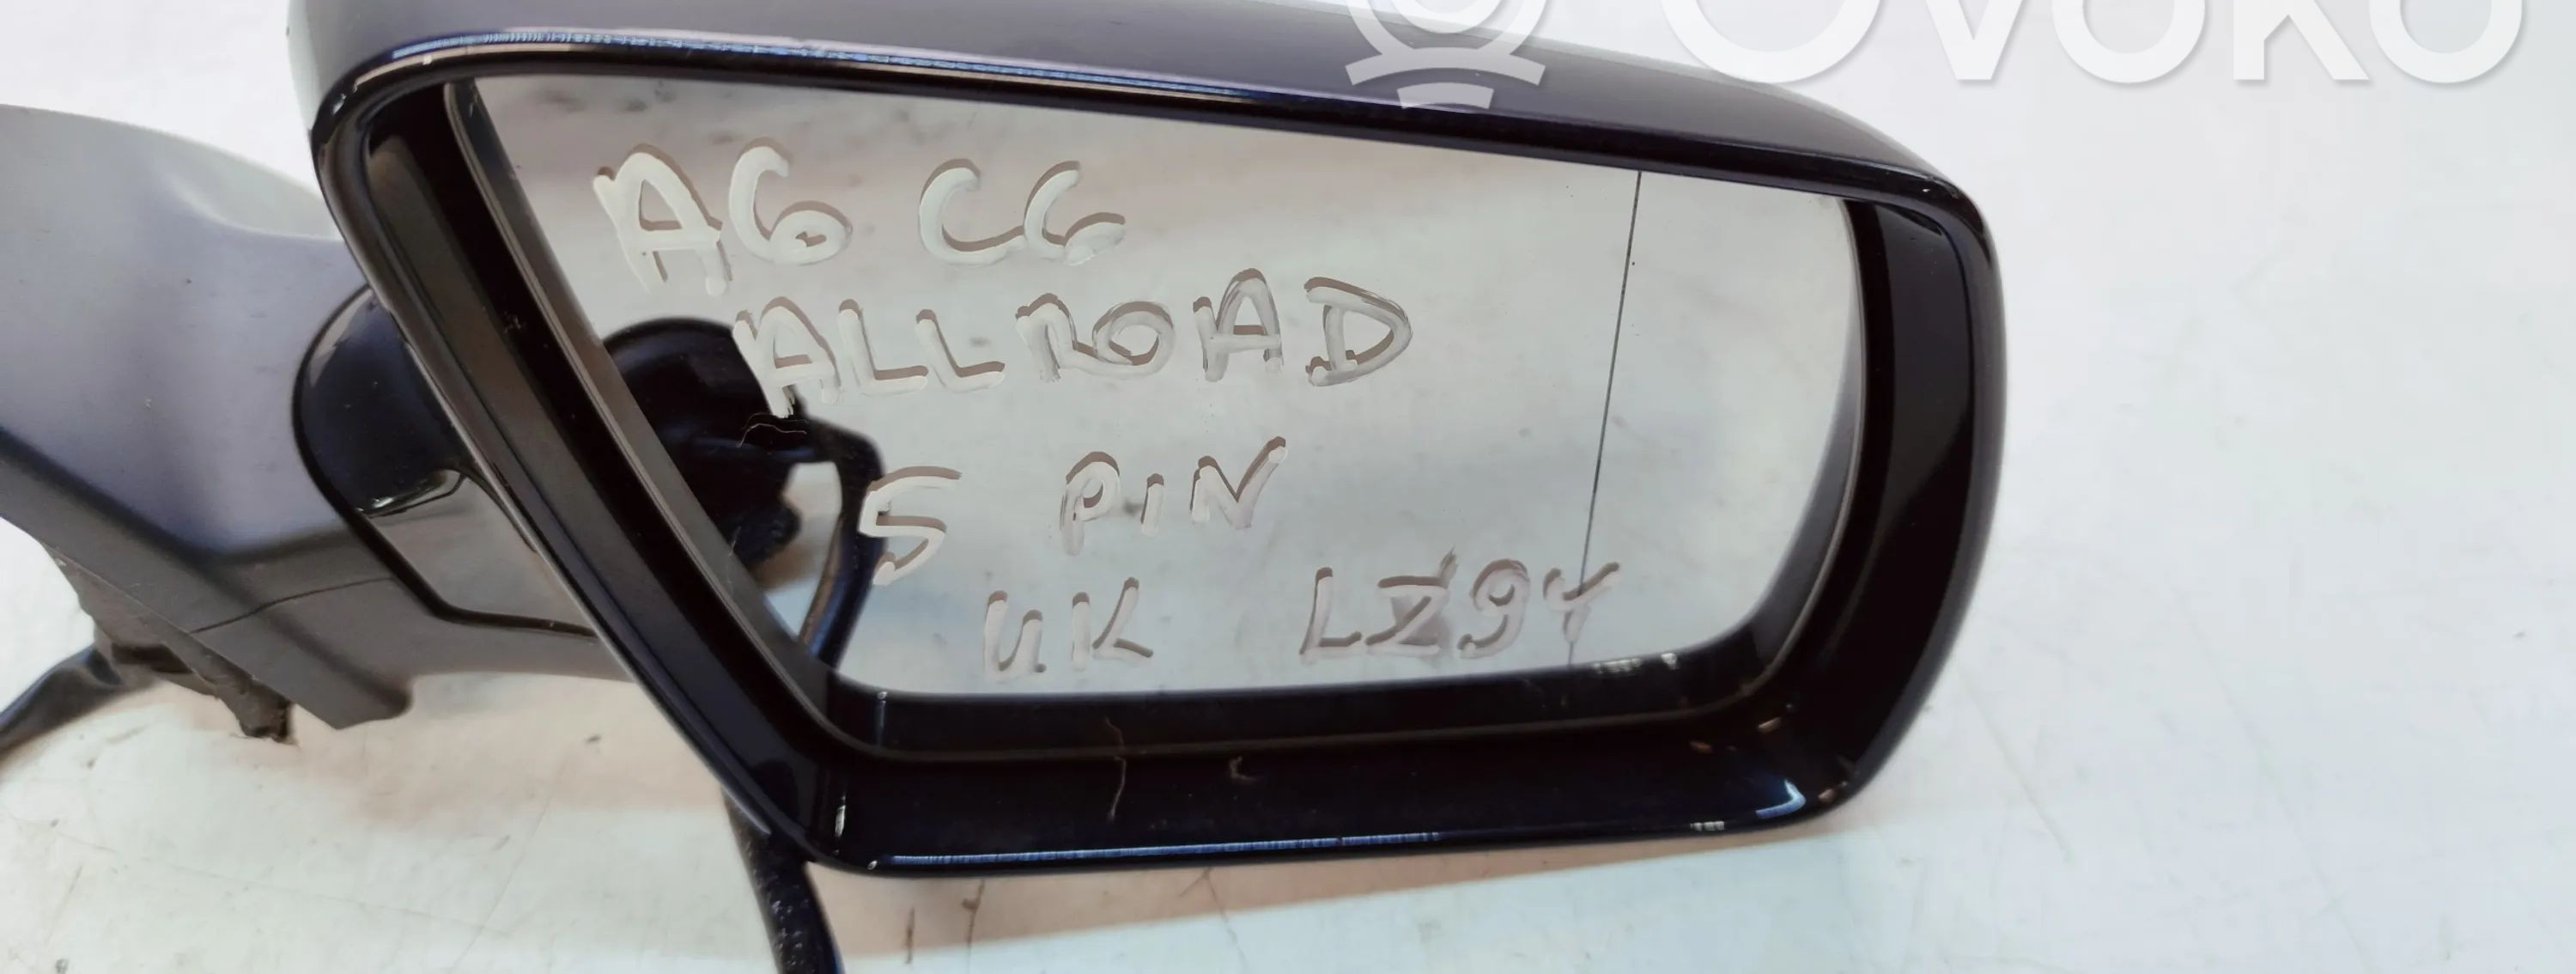 OVOKO
A6 C6
ALLROAD
5 PIN
UK LZ9Y